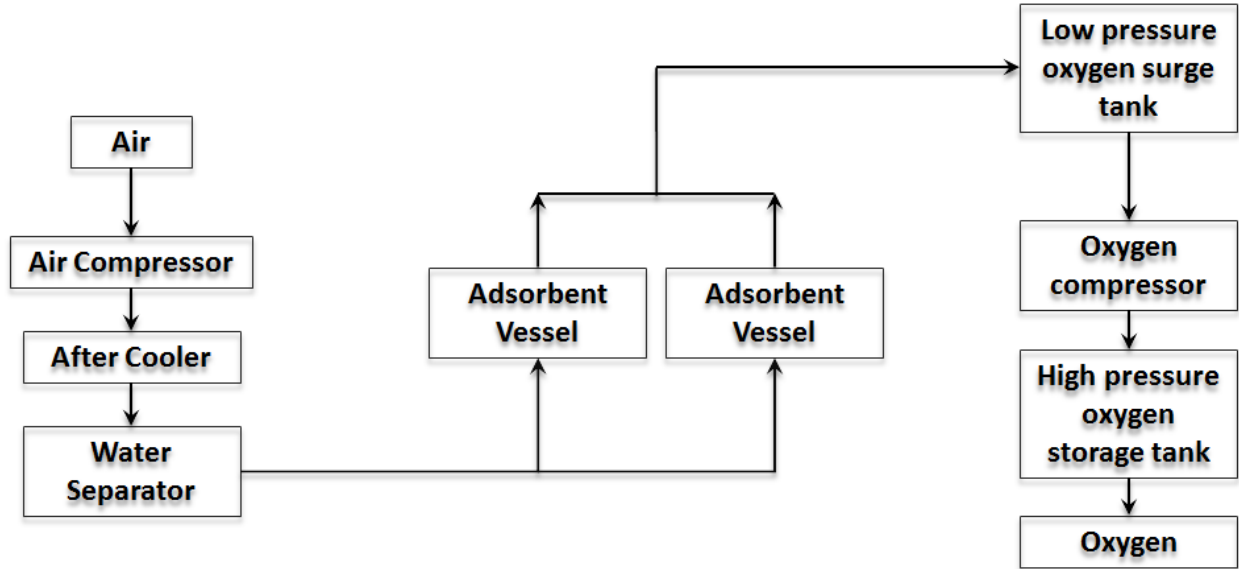 Air
Air Compressor
After Cooler
Water
Separator
Adsorbent
Vessel
Adsorbent
Vessel
Low pressure
oxygen surge
tank
Oxygen
compressor
High pressure
oxygen
storage tank
Oxygen